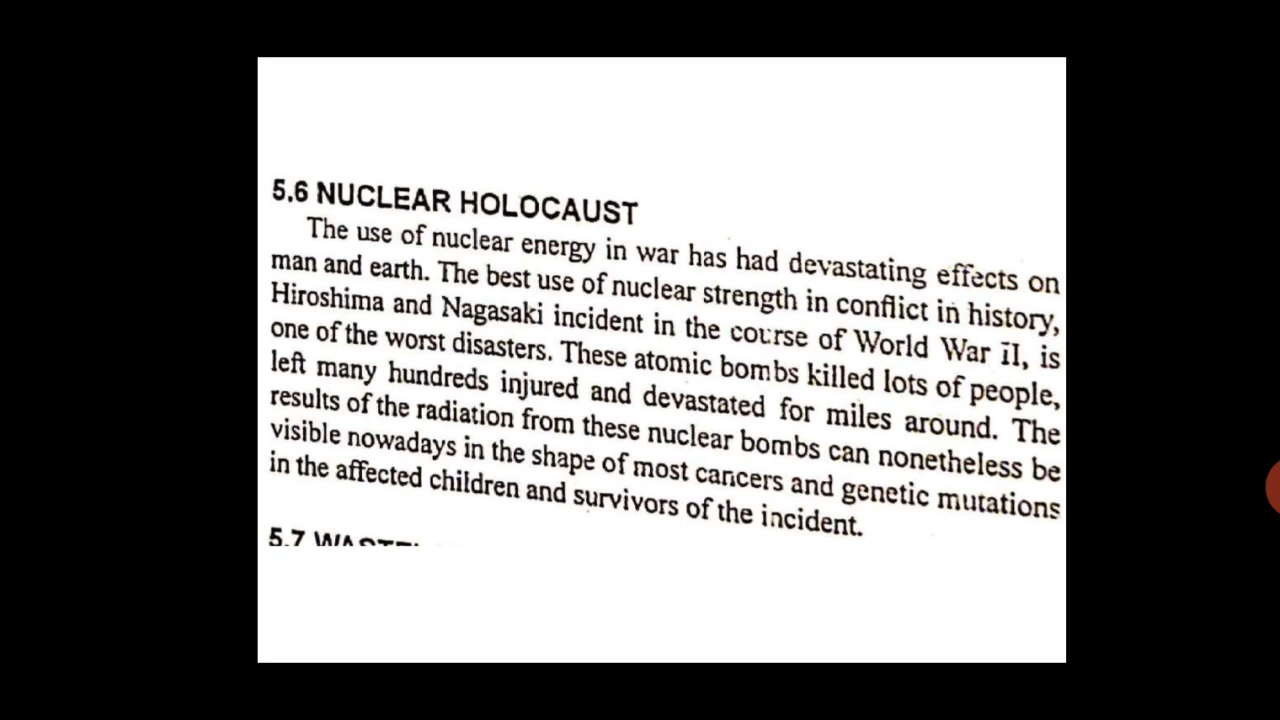 5.6 NUCLEAR HOLOCAUST
The use of nuclear energy in war has had devastating effects on
man and earth. The best use of nuclear strength in conflict in history,
Hiroshima and Nagasaki incident in the course of World War II, is
one of the worst disasters. These atomic bombs killed lots of people,
left many hundreds injured and devastated for miles around. The
results of the radiation from these nuclear bombs can nonetheless be
visible nowadays in the shape of most cancers and genetic mutations
in the affected children and survivors of the incident.
5.7